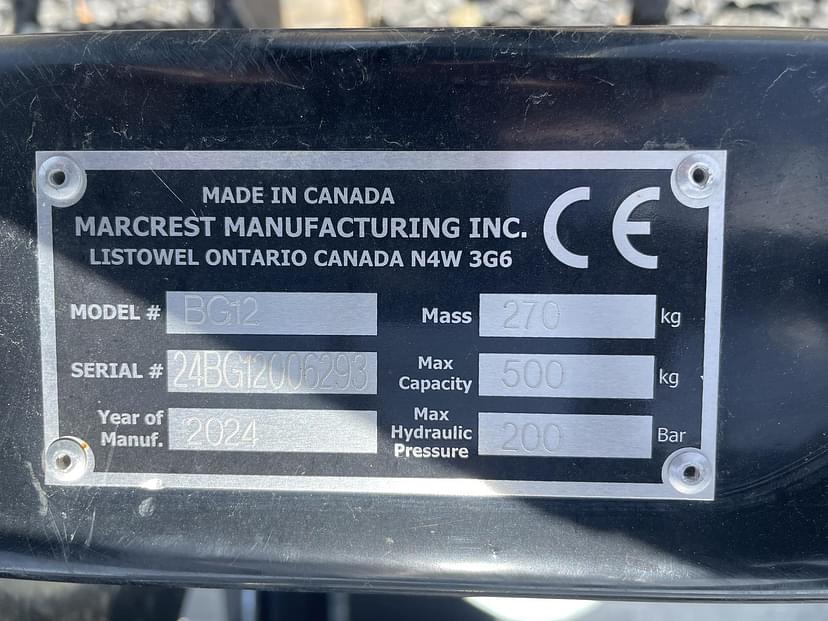 MADE IN CANADA
MARCREST MANUFACTURING INC.
LISTOWEL ONTARIO CANADA N4W 3G6
CE
MODEL # BG12
SERIAL # 24BG12006293
Year of
Manuf. 2024
Mass 270 kg
Max
Capacity 500 kg
Max
Hydraulic
Pressure 200 Bar